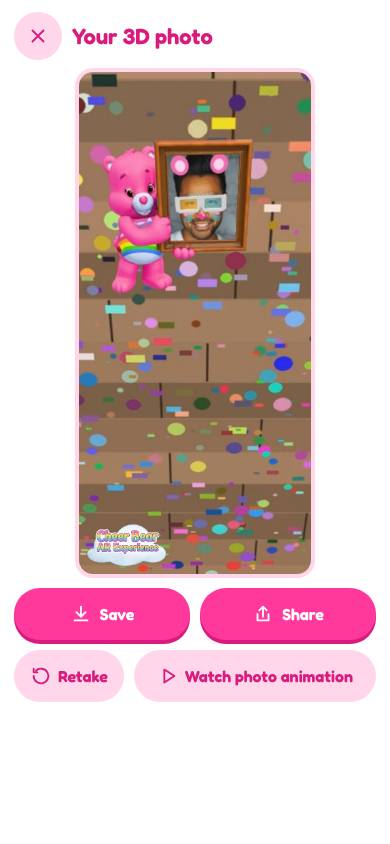 Your 3D photo
Cheer Bear
AR Experience
Save
Share
Retake
Watch photo animation